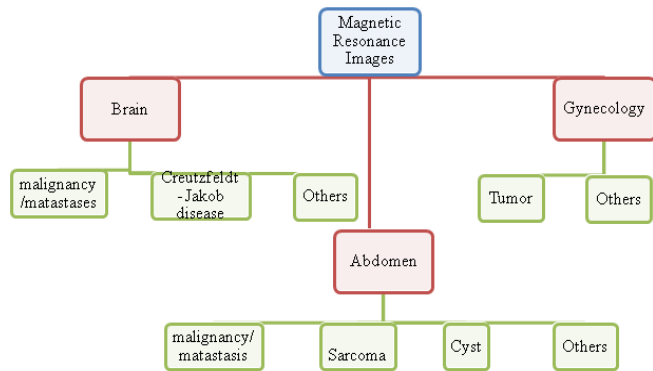 Magnetic
Resonance
Images
Brain
Gynecology
malignancy
/matastases
Creutzfeldt
-Jakob
disease
Others
Tumor
Others
Abdomen
malignancy/
matastasis
Sarcoma
Cyst
Others